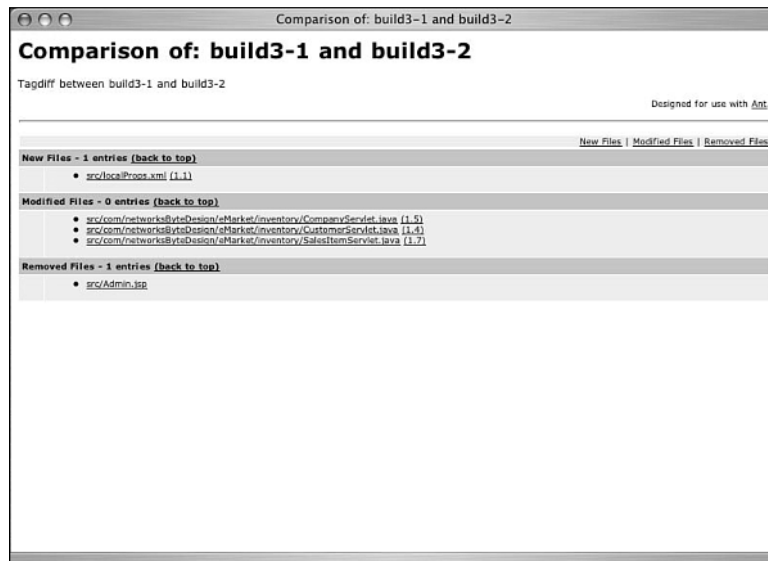 Comparison of: build3-1 and build3-2
Comparison of: build3-1 and build3-2
Tagdiff between build3-1 and build3-2
Designed for use with Ant.
New Files | Modified Files | Removed Files
New Files - 1 entries (back to top)
• src/localProps.xml (1.1)
Modified Files - 0 entries (back to top)
• src/com/networksByteDesign/eMarket/inventory/CompanyServlet.java (1.5)
• src/com/networksByteDesign/eMarket/inventory/CustomerServlet.java (1.4)
• src/com/networksByteDesign/eMarket/inventory/SalesItemServlet.java (1.7)
Removed Files - 1 entries (back to top)
• src/Admin.jsp